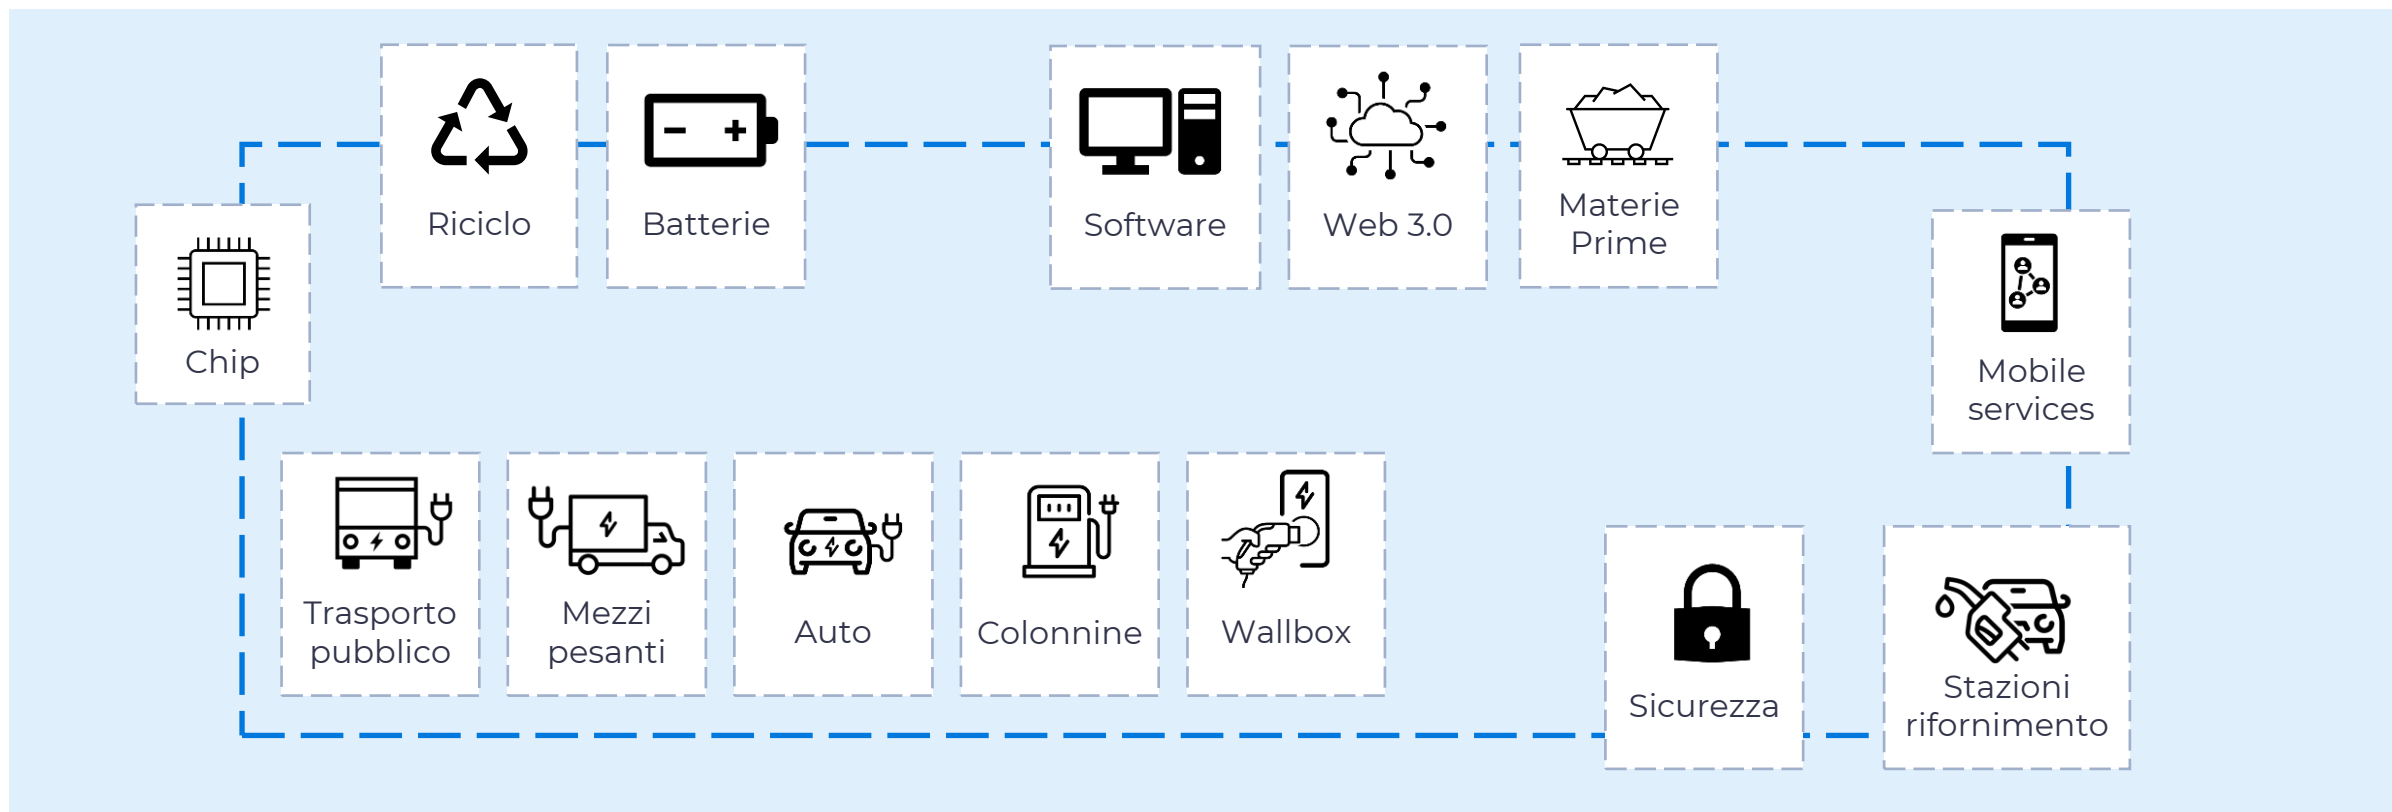 Riciclo
Batterie
Software
Web 3.0
Materie
Prime
Chip
Mobile
services
Trasporto
pubblico
Mezzi
pesanti
Auto
Colonnine
Wallbox
Sicurezza
Stazioni
rifornimento